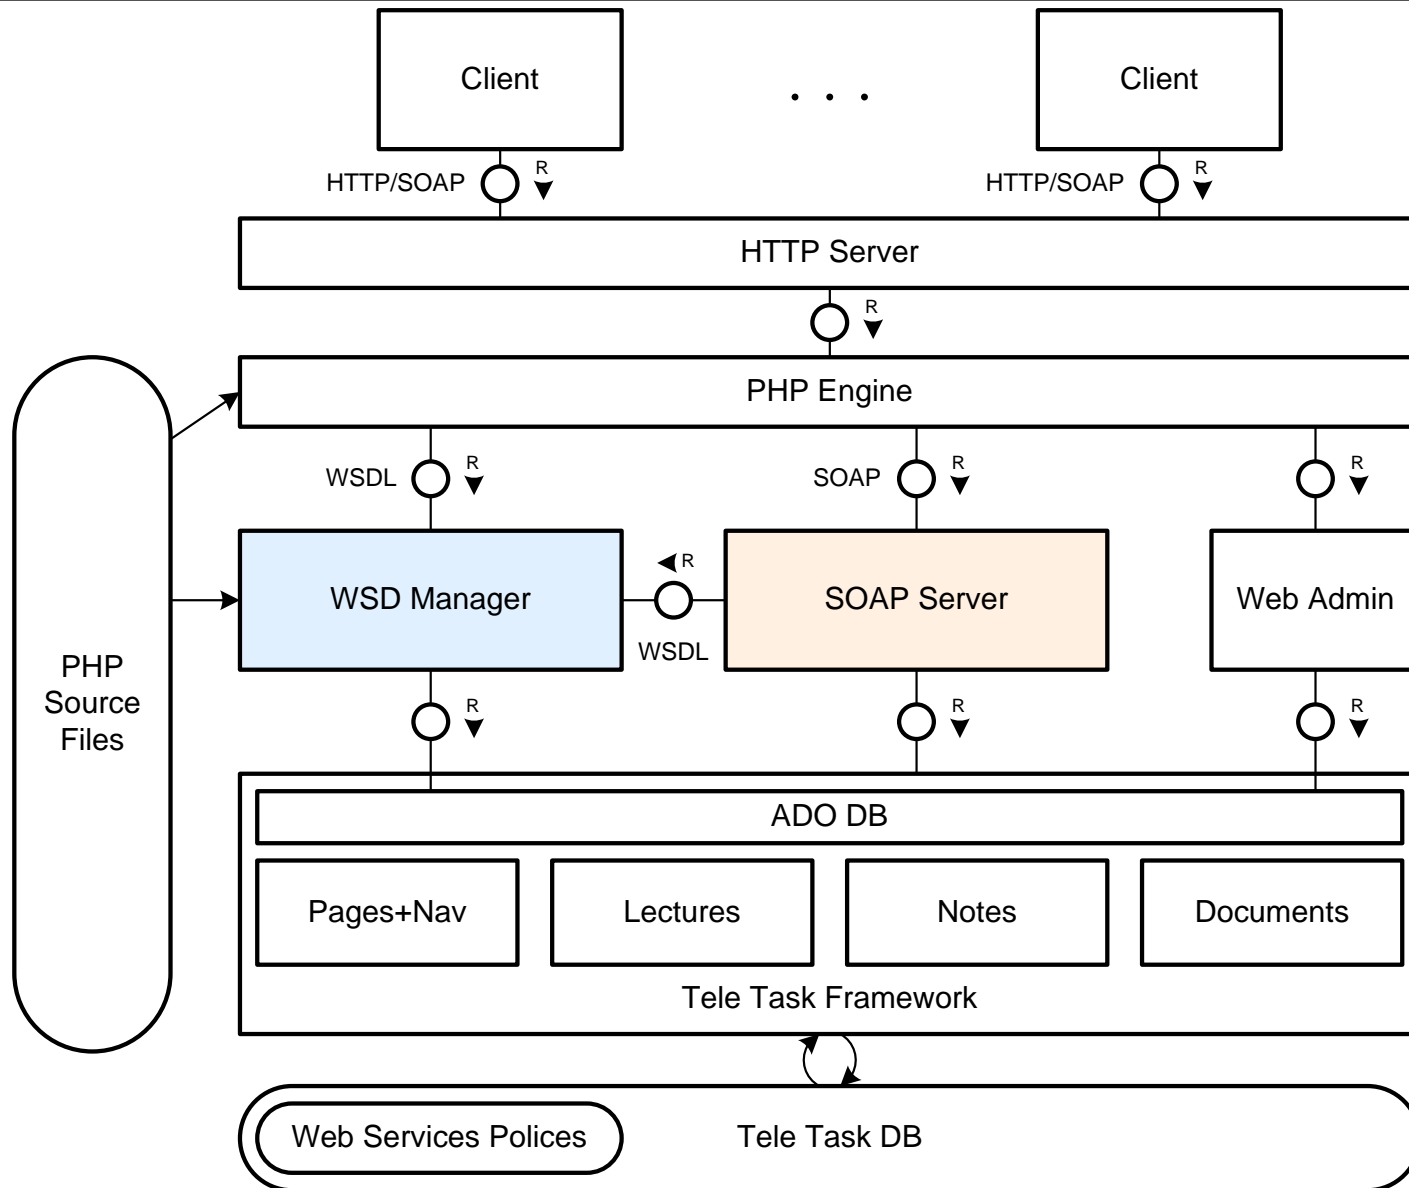 Client
. . .
Client
HTTP/SOAP
R
HTTP/SOAP
R
HTTP Server
R
PHP Engine
WSDL
R
SOAP
R
R
WSD Manager
R
WSDL
SOAP Server
Web Admin
PHP
Source
Files
R
R
R
ADO DB
Pages+Nav
Lectures
Notes
Documents
Tele Task Framework
Web Services Polices
Tele Task DB